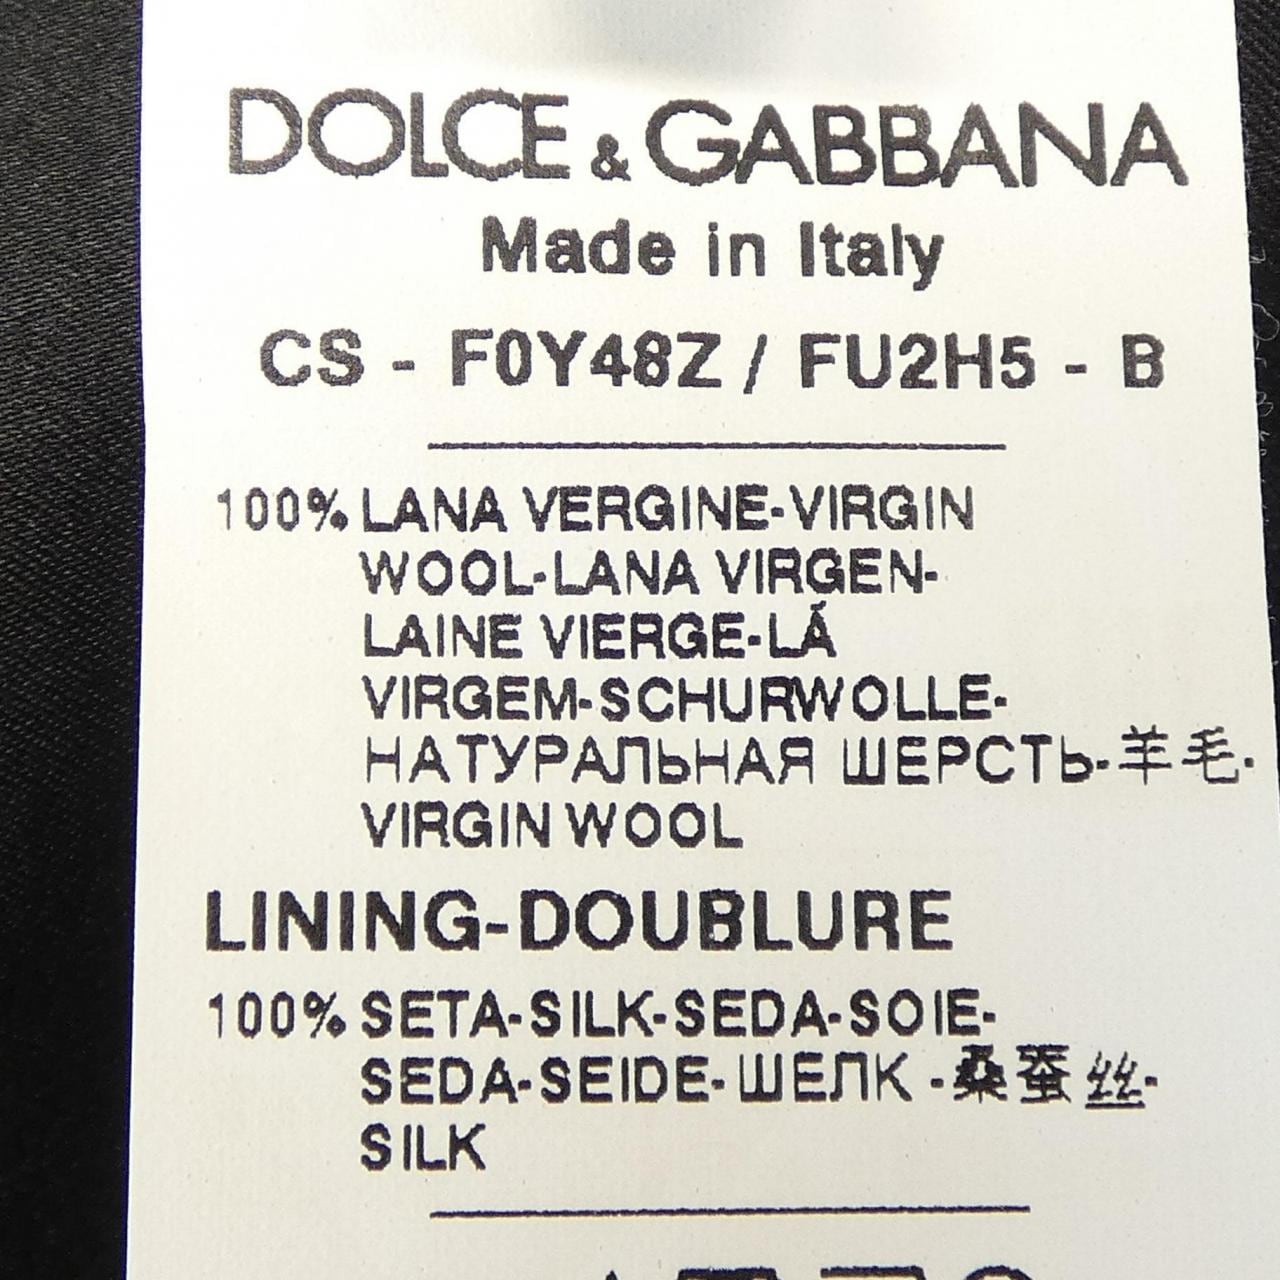 DOLCE & GABBANA
Made in Italy
CS - F0Y48Z / FU2H5 - B
100% LANA VERGINE-VIRGIN
WOOL-LANA VIRGEN-
LAINE VIERGE-LÃ
VIRGEM-SCHURWOLLE-
НАТУРАЛЬНАЯ ШЕРСТЬ-羊毛-
VIRGIN WOOL
LINING-DOUBLURE
100% SETA-SILK-SEDA-SOIE-
SEDA-SEIDE-ШЕЛК-桑蚕丝-
SILK